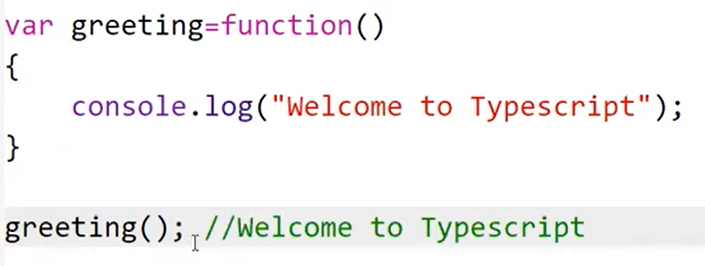 var greeting=function()
{
    console.log("Welcome to Typescript");
}
greeting(); //Welcome to Typescript